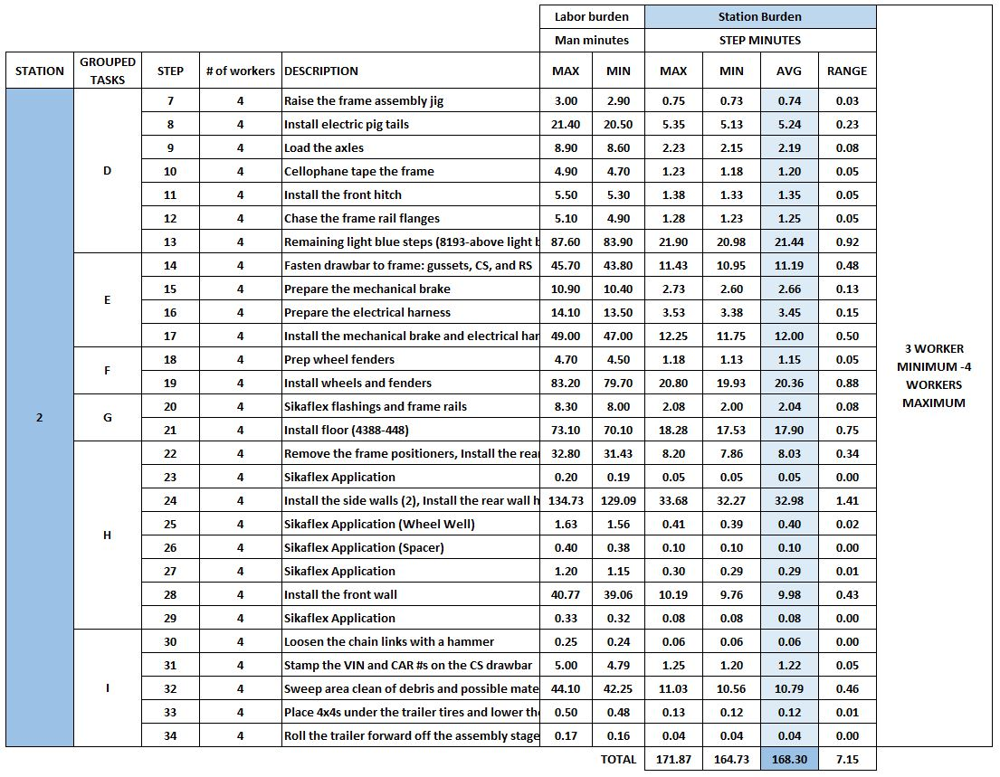 Labor burden Station Burden
Man minutes STEP MINUTES
STATION GROUPED TASKS STEP # of workers DESCRIPTION MAX MIN MAX MIN AVG RANGE
7 4 Raise the frame assembly jig 3.00 2.90 0.75 0.73 0.74 0.03
8 4 Install electric pig tails 21.40 20.50 5.35 5.13 5.24 0.23
9 4 Load the axles 8.90 8.60 2.23 2.15 2.19 0.08
D 10 4 Cellophane tape the frame 4.90 4.70 1.23 1.18 1.20 0.05
11 4 Install the front hitch 5.50 5.30 1.38 1.33 1.35 0.05
12 4 Chase the frame rail flanges 5.10 4.90 1.28 1.23 1.25 0.05
13 4 Remaining light blue steps (8193-above light b 87.60 83.90 21.90 20.98 21.44 0.92
14 4 Fasten drawbar to frame: gussets, CS, and RS 45.70 43.80 11.43 10.95 11.19 0.48
E 15 4 Prepare the mechanical brake 10.90 10.40 2.73 2.60 2.66 0.13
16 4 Prepare the electrical harness 14.10 13.50 3.53 3.38 3.45 0.15
17 4 Install the mechanical brake and electrical har 49.00 47.00 12.25 11.75 12.00 0.50
F 18 4 Prep wheel fenders 4.70 4.50 1.18 1.13 1.15 0.05
19 4 Install wheels and fenders 83.20 79.70 20.80 19.93 20.36 0.88
G 20 4 Sikaflex flashings and frame rails 8.30 8.00 2.08 2.00 2.04 0.08
2 21 4 Install floor (4388-448) 73.10 70.10 18.28 17.53 17.90 0.75
22 4 Remove the frame positioners, Install the rear 32.80 31.43 8.20 7.86 8.03 0.34
23 4 Sikaflex Application 0.20 0.19 0.05 0.05 0.05 0.00
24 4 Install the side walls (2), Install the rear wall h 134.73 129.09 33.68 32.27 32.98 1.41
H 25 4 Sikaflex Application (Wheel Well) 1.63 1.56 0.41 0.39 0.40 0.02
26 4 Sikaflex Application (Spacer) 0.40 0.38 0.10 0.10 0.10 0.00
27 4 Sikaflex Application 1.20 1.15 0.30 0.29 0.29 0.01
28 4 Install the front wall 40.77 39.06 10.19 9.76 9.98 0.43
29 4 Sikaflex Application 0.33 0.32 0.08 0.08 0.08 0.00
30 4 Loosen the chain links with a hammer 0.25 0.24 0.06 0.06 0.06 0.00
31 4 Stamp the VIN and CAR #s on the CS drawbar 5.00 4.79 1.25 1.20 1.22 0.05
I 32 4 Sweep area clean of debris and possible mate 44.10 42.25 11.03 10.56 10.79 0.46
33 4 Place 4x4s under the trailer tires and lower the 0.50 0.48 0.13 0.12 0.12 0.01
34 4 Roll the trailer forward off the assembly stage 0.17 0.16 0.04 0.04 0.04 0.00
TOTAL 171.87 164.73 168.30 7.15
3 WORKER
MINIMUM -4
WORKERS
MAXIMUM